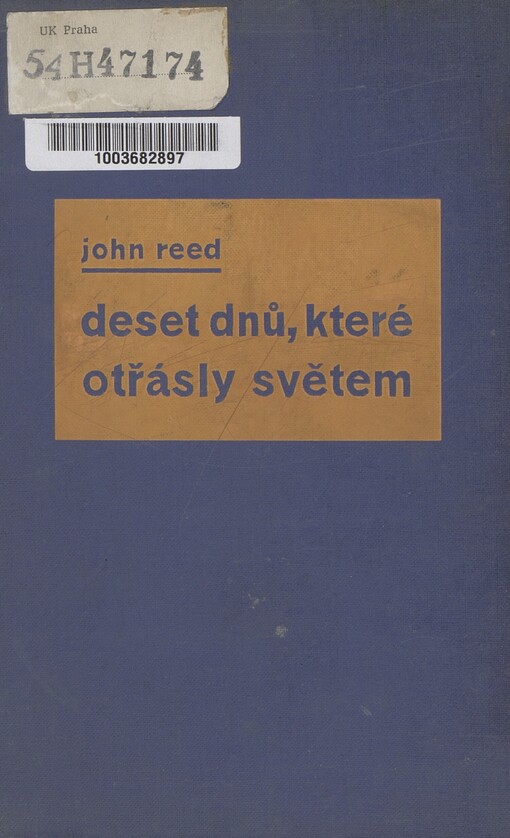 UK Praha
54H47174
1003682897
john reed
deset dnů, které
otřásly světem